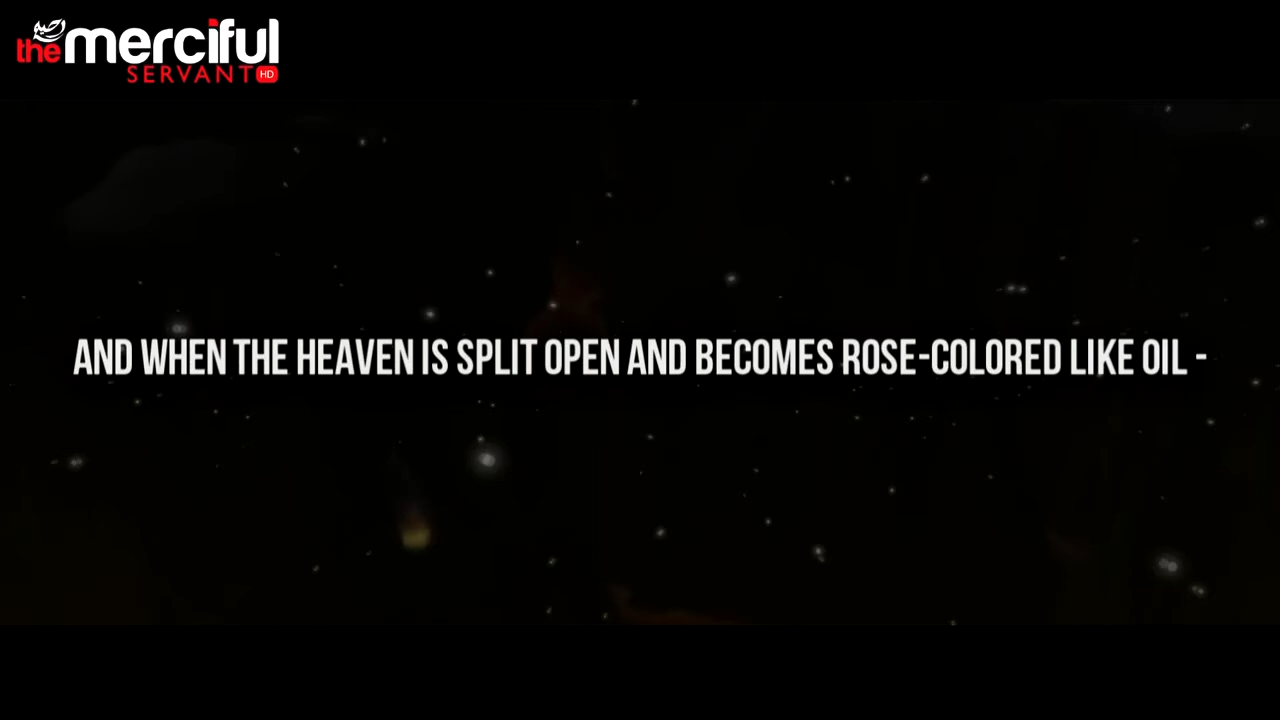 the merciful
SERVANT HD
AND WHEN THE HEAVEN IS SPLIT OPEN AND BECOMES ROSE-COLORED LIKE OIL -